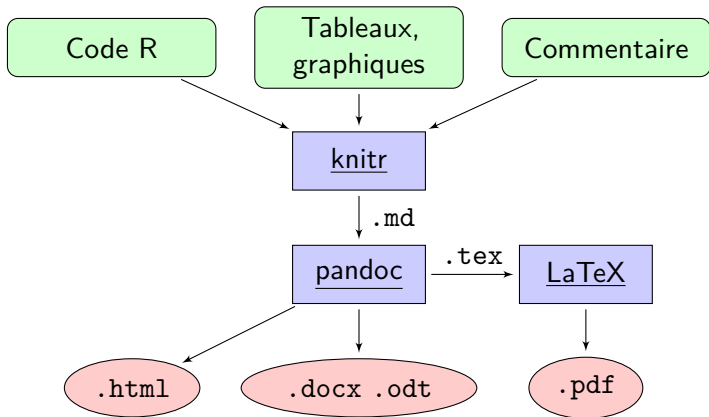 Code R
Tableaux,
graphiques
Commentaire
knitr
.md
pandoc
.tex
LaTeX
.html
.docx .odt
.pdf